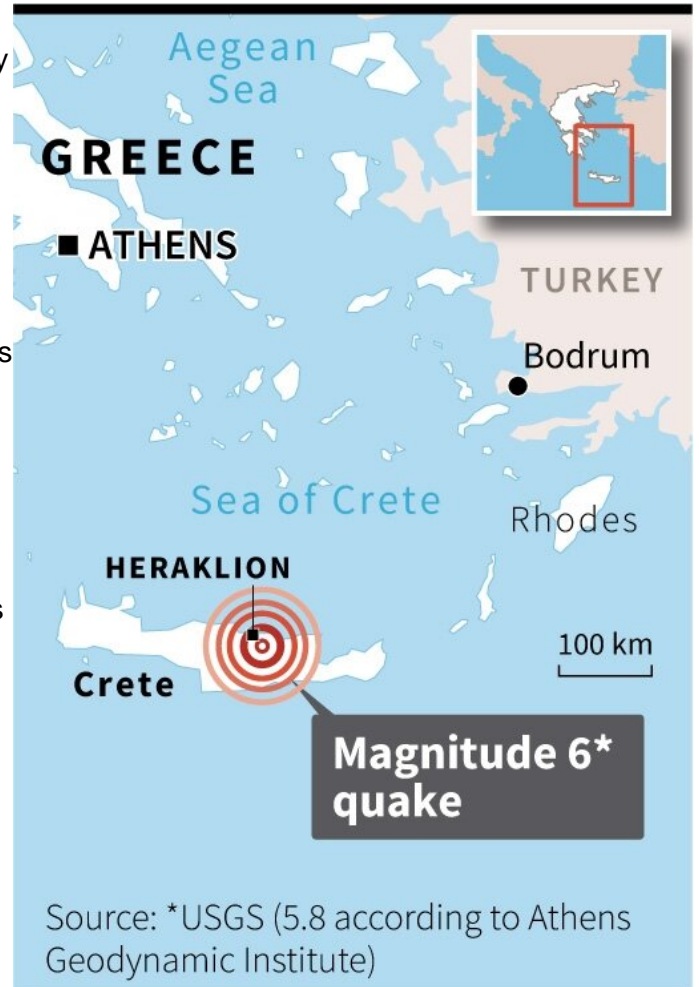 y
s
s
Aegean
Sea
GREECE
ATHENS
TURKEY
Bodrum
Sea of Crete
Rhodes
HERAKLION
100 km
Crete
Magnitude 6*
quake
Source: *USGS (5.8 according to Athens
Geodynamic Institute)